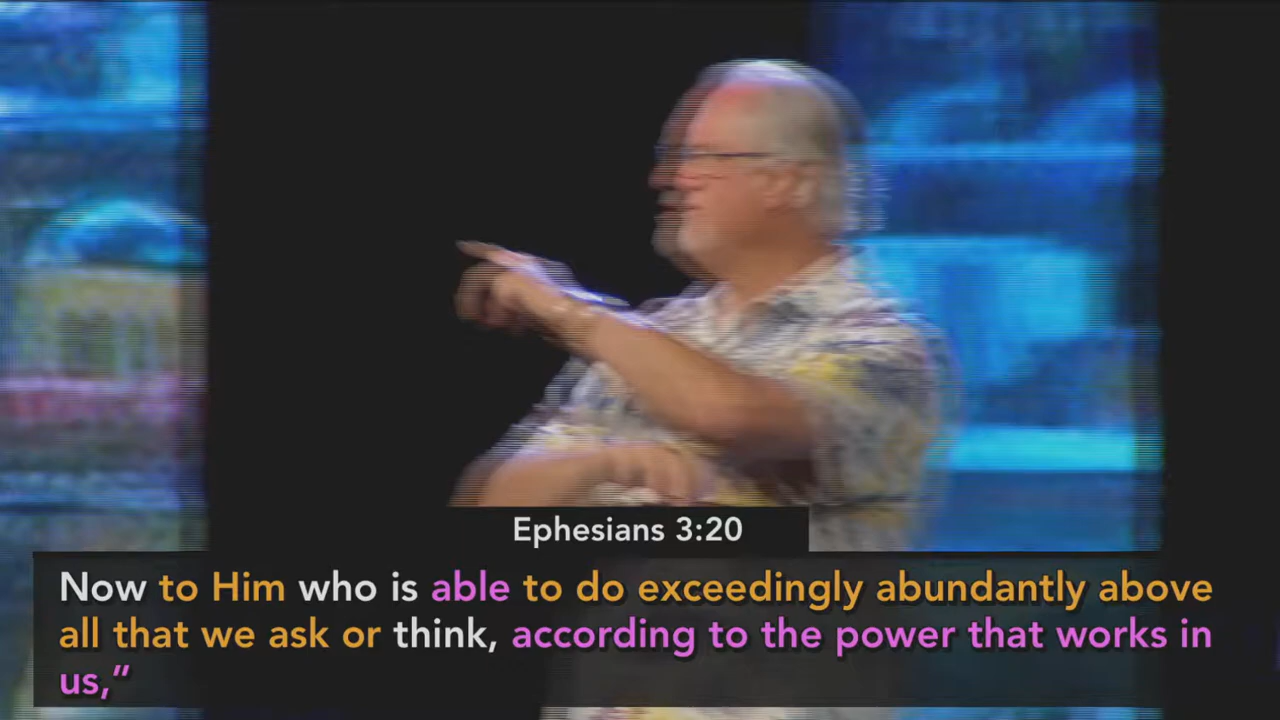 Ephesians 3:20
Now to Him who is able to do exceedingly abundantly above
all that we ask or think, according to the power that works in
us,“